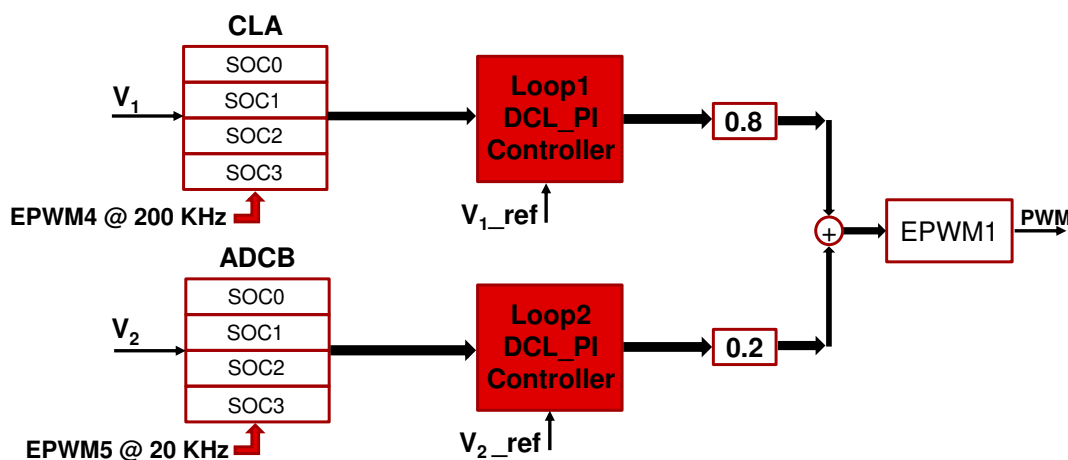 CLA
SOC0
SOC1
SOC2
SOC3
V1
EPWM4 @ 200 KHz
Loop1
DCL_PI
Controller
V1_ref
0.8
+
EPWM1
PWM
ADCB
SOC0
SOC1
SOC2
SOC3
V2
EPWM5 @ 20 KHz
Loop2
DCL_PI
Controller
V2_ref
0.2